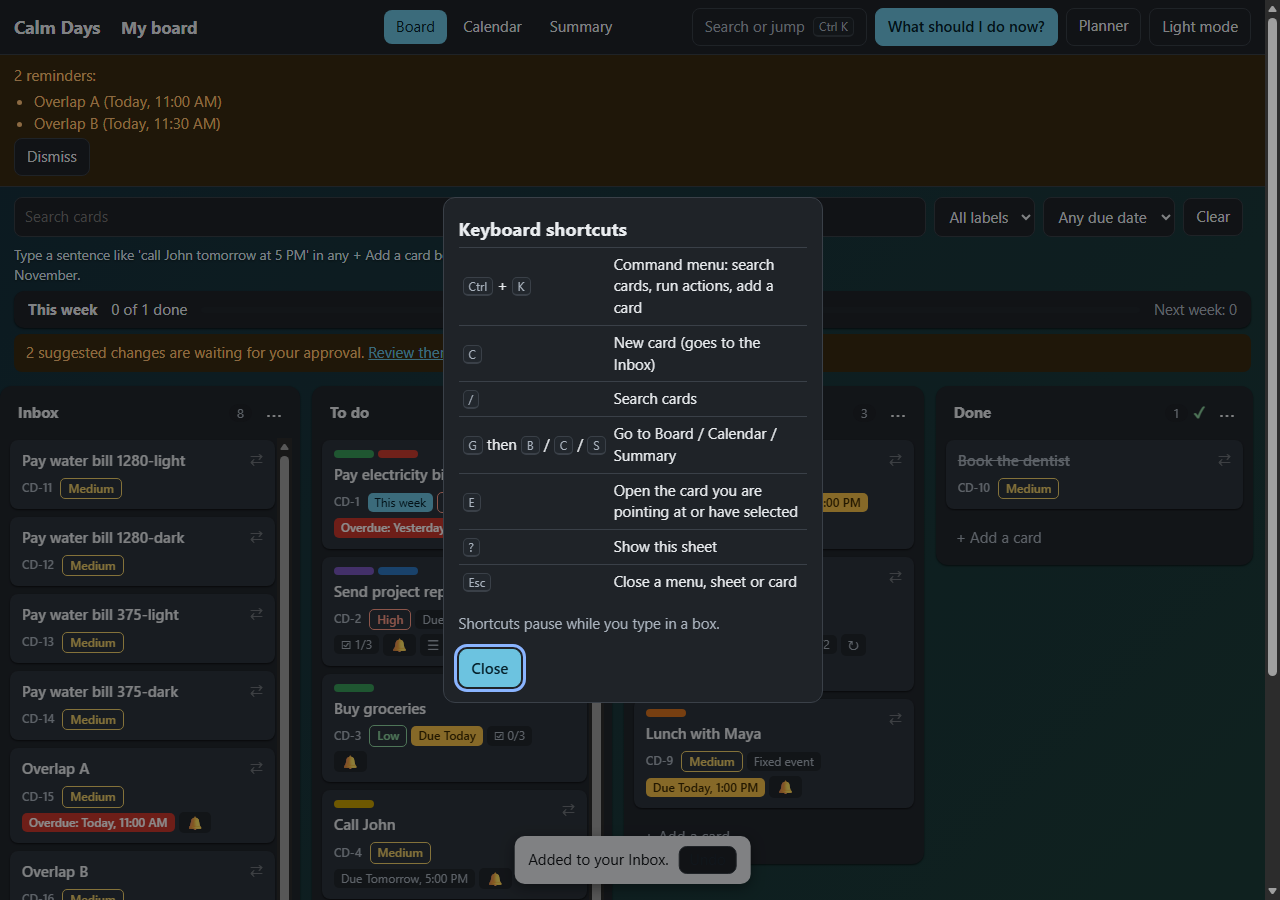 Calm Days My board Board Calendar Summary Search or jump Ctrl K What should I do now? Planner Light mode
2 reminders:
• Overlap A (Today, 11:00 AM)
• Overlap B (Today, 11:30 AM)
Dismiss
Search cards All labels Any due date Clear
Type a sentence like 'call John tomorrow at 5 PM' in any + Add a card b
November.
This week 0 of 1 done Next week: 0
2 suggested changes are waiting for your approval. Review ther
Inbox 8 ...
Pay water bill 1280-light
CD-11 Medium
Pay water bill 1280-dark
CD-12 Medium
Pay water bill 375-light
CD-13 Medium
Pay water bill 375-dark
CD-14 Medium
Overlap A
CD-15 Medium
Overdue: Today, 11:00 AM
Overlap B
CD-16 Medium
To do
Pay electricity bi
CD-1 This week
Overdue: Yesterday
Send project rep
CD-2 High Due
1/3
Buy groceries
CD-3 Low Due Today 0/3
Call John
CD-4 Medium
Due Tomorrow, 5:00 PM
Keyboard shortcuts
Ctrl + K Command menu: search
cards, run actions, add a
card
C New card (goes to the
Inbox)
/ Search cards
G then B / C / S Go to Board / Calendar /
Summary
E Open the card you are
pointing at or have selected
? Show this sheet
Esc Close a menu, sheet or card
Shortcuts pause while you type in a box.
Close
3 ...
:00 PM
2
Lunch with Maya
CD-9 Medium Fixed event
Due Today, 1:00 PM
+ Add a card
Done 1 ✓ ...
Book the dentist
CD-10 Medium
+ Add a card
Added to your Inbox.